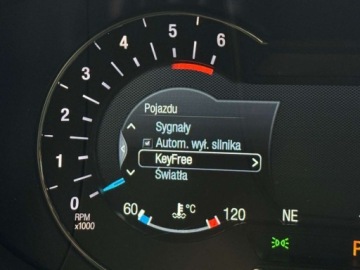 6
5
4
3
2
1
0
RPM
x1000
Pojazdu
Sygnały
Autom. wył. silnika
KeyFree
Światła
60 °C 120
NE